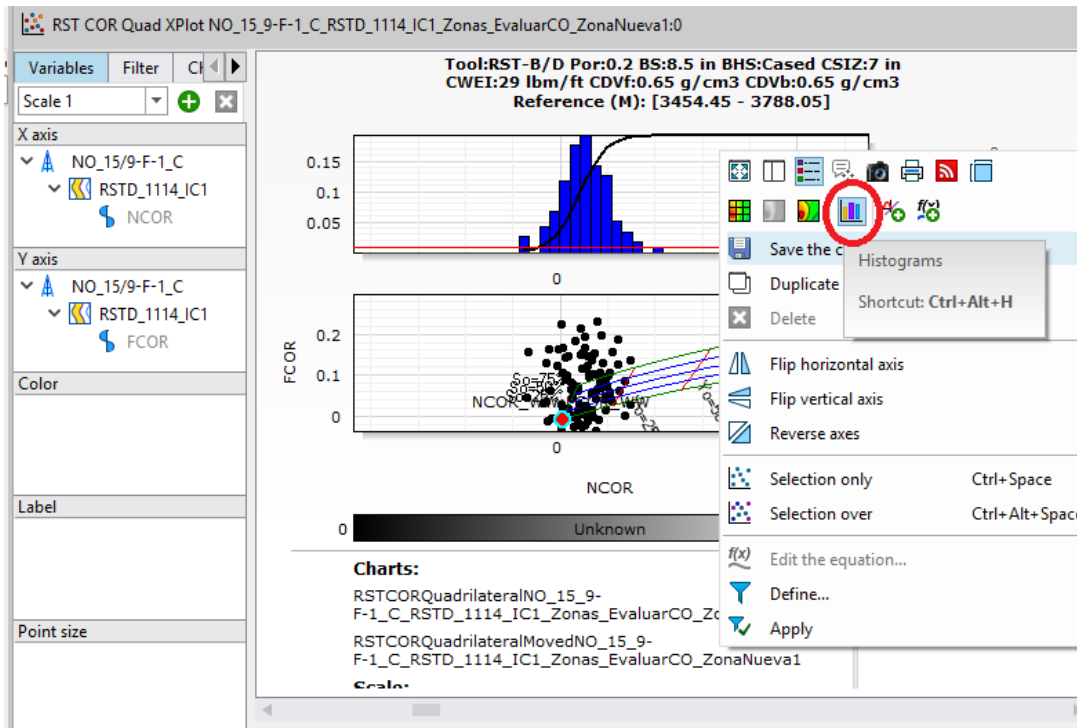 RST COR Quad XPlot NO_15_9-F-1_C_RSTD_1114_IC1_Zonas_EvaluarCO_ZonaNueva1:0
Variables
Filter
Scale 1
X axis
NO_15/9-F-1_C
RSTD_1114_IC1
NCOR
Y axis
NO_15/9-F-1_C
RSTD_1114_IC1
FCOR
Color
Label
Point size
Tool:RST-B/D Por:0.2 BS:8.5 in BHS:Cased CSIZ:7 in
CWEI:29 lbm/ft CDVf:0.65 g/cm3 CDVb:0.65 g/cm3
Reference (M): [3454.45 - 3788.05]
0.15
0.1
0.05
0
FCOR
0.2
0.1
0
So=75%
0
NCOR
0
Unknown
Charts:
RSTCORQuadrilateralNO_15_9-
F-1_C_RSTD_1114_IC1_Zonas_EvaluarCO_Zo
RSTCORQuadrilateralMovedNO_15_9-
F-1_C_RSTD_1114_IC1_Zonas_EvaluarCO_ZonaNueva1
Scale:
Save the c
Histograms
Shortcut: Ctrl+Alt+H
Duplicate
Delete
Flip horizontal axis
Flip vertical axis
Reverse axes
Selection only Ctrl+Space
Selection over Ctrl+Alt+Space
f(x) Edit the equation...
Define...
Apply